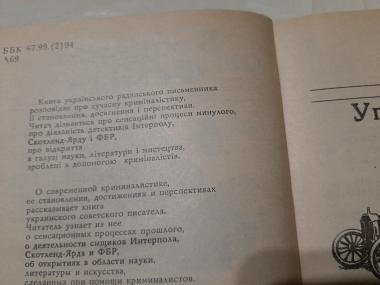 ББК 67.99.(2)94
А69
Книга українського радянського письменника
розповідає про сучасну криміналістику,
її становлення, досягнення і перспективи.
Читач дізнається про сенсаційні процеси минулого,
про діяльність детективів Інтерполу,
Скотленд-Ярду і ФБР,
про відкриття
в галузі науки, літератури і мистецтва,
зроблені з допомогою криміналістів.
О современной криминалистике,
ее становлении, достижениях и перспективах
рассказывает книга
украинского советского писателя.
Читатель узнает из нее
о сенсационных процессах прошлого,
о деятельности сыщиков Интерпола,
Скотленд-Ярда и ФБР,
об открытиях в области науки,
литературы и искусства,
сделанных при помощи криминалистов.